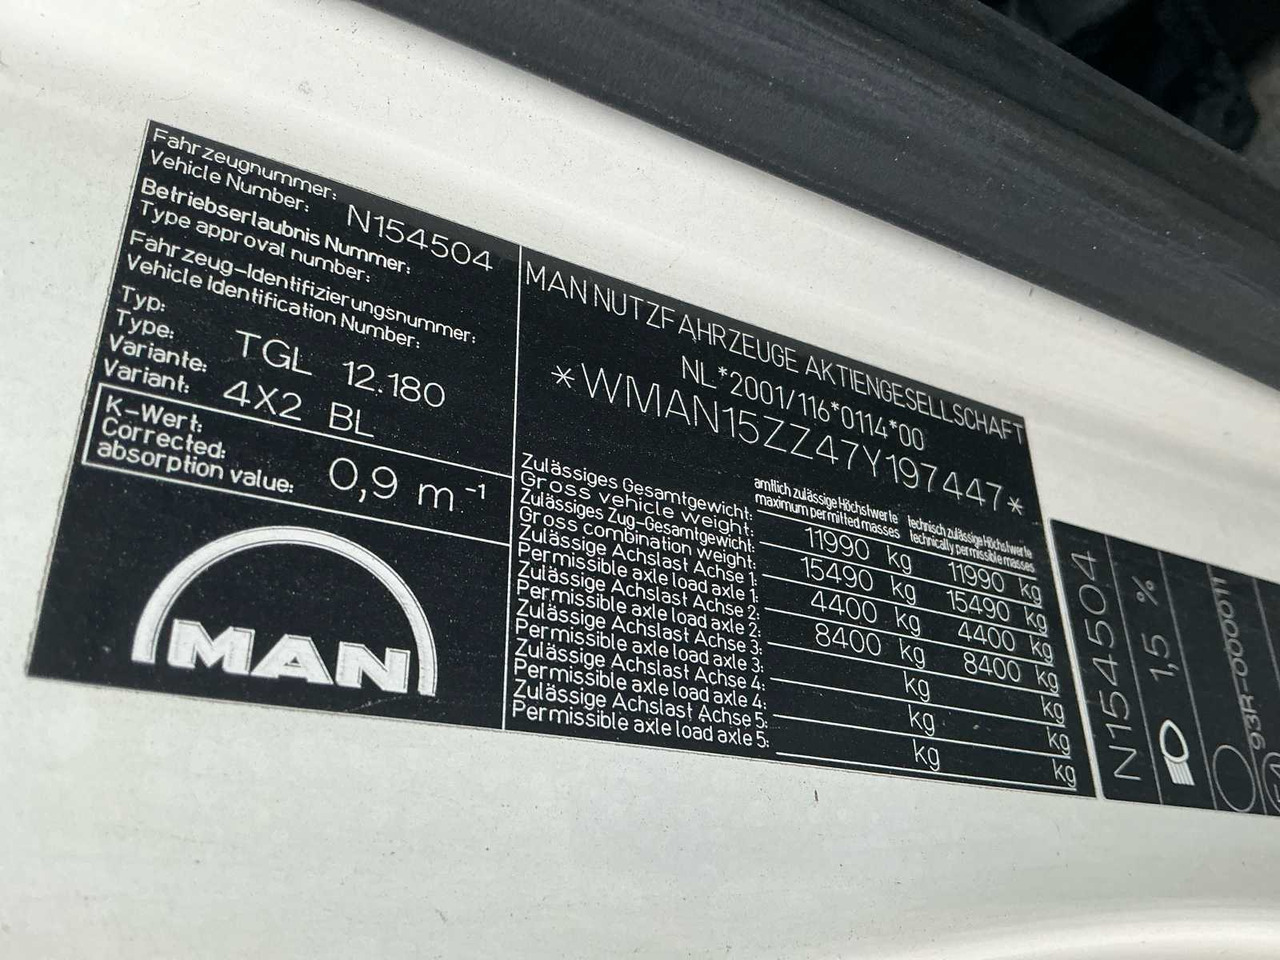 Fahrzeugnummer:
Vehicle Number: N154504
Betriebserlaubnis Nummer:
Type approval number:
Fahrzeug-Identifizierungsnummer:
Vehicle Identification Number:
Typ:
Type: TGL 12.180
Variante:
Variant: 4X2 BL
K-Wert:
Corrected:
absorption value: 0,9 m⁻¹
MAN
MAN NUTZFAHRZEUGE AKTIENGESELLSCHAFT
NL*2001/116*0114*00
*WMAN15ZZ47Y197447*
amtlich zulässige Höchstwerte technisch zulässige Höchstwerte
maximum permitted masses technically permissible masses
Zulässiges Gesamtgewicht:
Gross vehicle weight: 11990 kg 11990 kg
Zulässiges Zug-Gesamtgewicht:
Gross combination weight: 15490 kg 15490 kg
Zulässige Achslast Achse 1:
Permissible axle load axle 1: 4400 kg 4400 kg
Zulässige Achslast Achse 2:
Permissible axle load axle 2: 8400 kg 8400 kg
Zulässige Achslast Achse 3:
Permissible axle load axle 3: kg kg
Zulässige Achslast Achse 4:
Permissible axle load axle 4: kg kg
Zulässige Achslast Achse 5:
Permissible axle load axle 5: kg kg
N154504
1,5 %
93R-000011